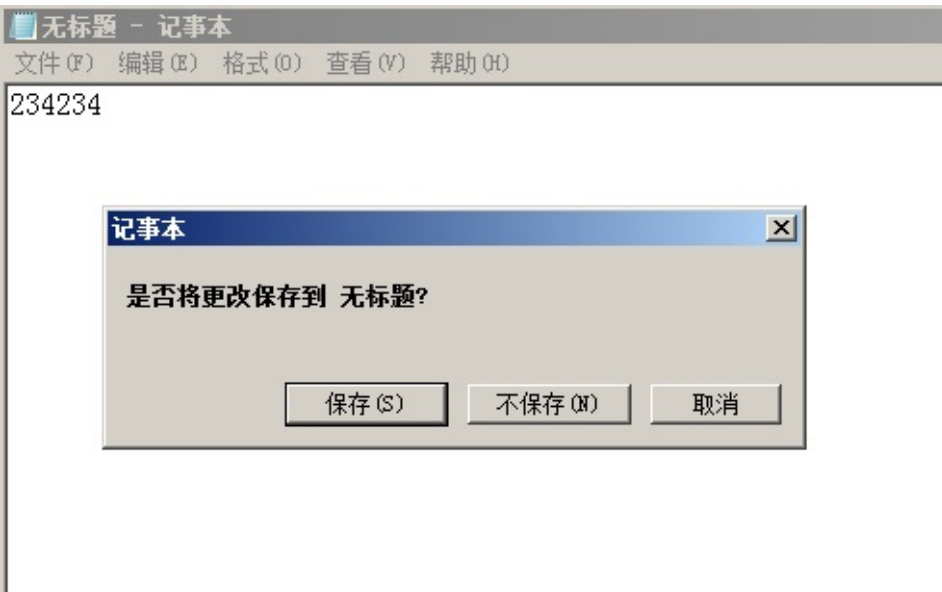 无标题 - 记事本
文件(F) 编辑(E) 格式(O) 查看(V) 帮助(H)
234234
记事本
是否将更改保存到 无标题?
保存(S) 不保存(N) 取消